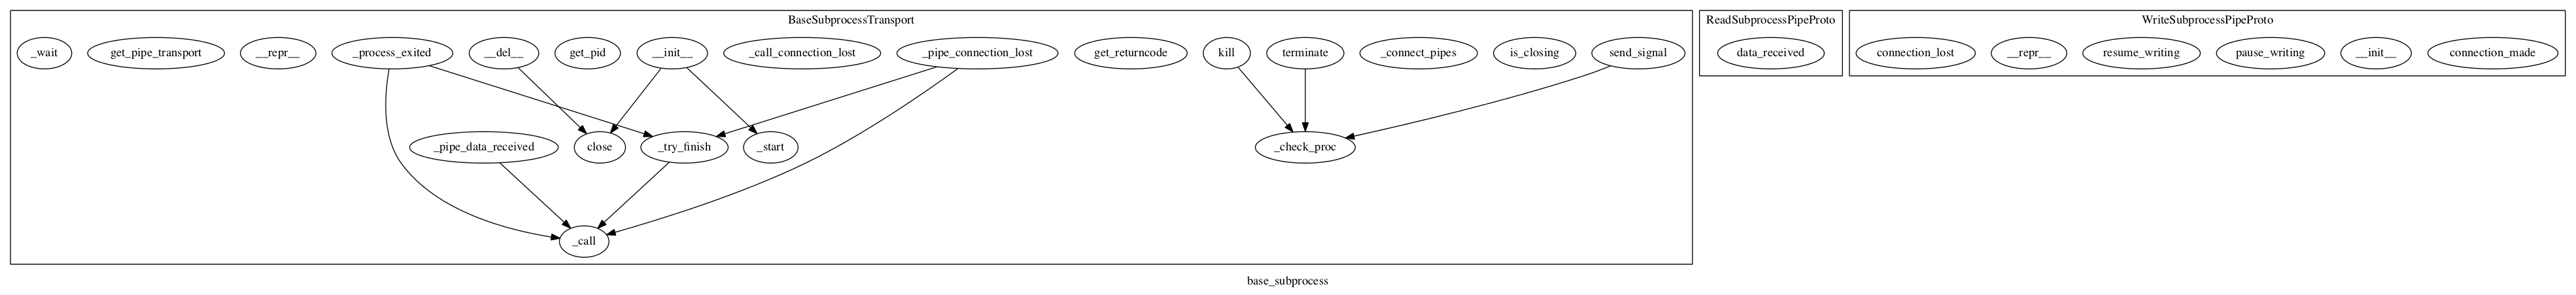 BaseSubprocessTransport
_wait
get_pipe_transport
__repr__
_process_exited
__del__
get_pid
__init__
_call_connection_lost
_pipe_connection_lost
get_returncode
kill
terminate
_connect_pipes
is_closing
send_signal
_pipe_data_received
close
_try_finish
_start
_check_proc
_call
ReadSubprocessPipeProto
data_received
WriteSubprocessPipeProto
connection_lost
__repr__
resume_writing
pause_writing
__init__
connection_made
base_subprocess